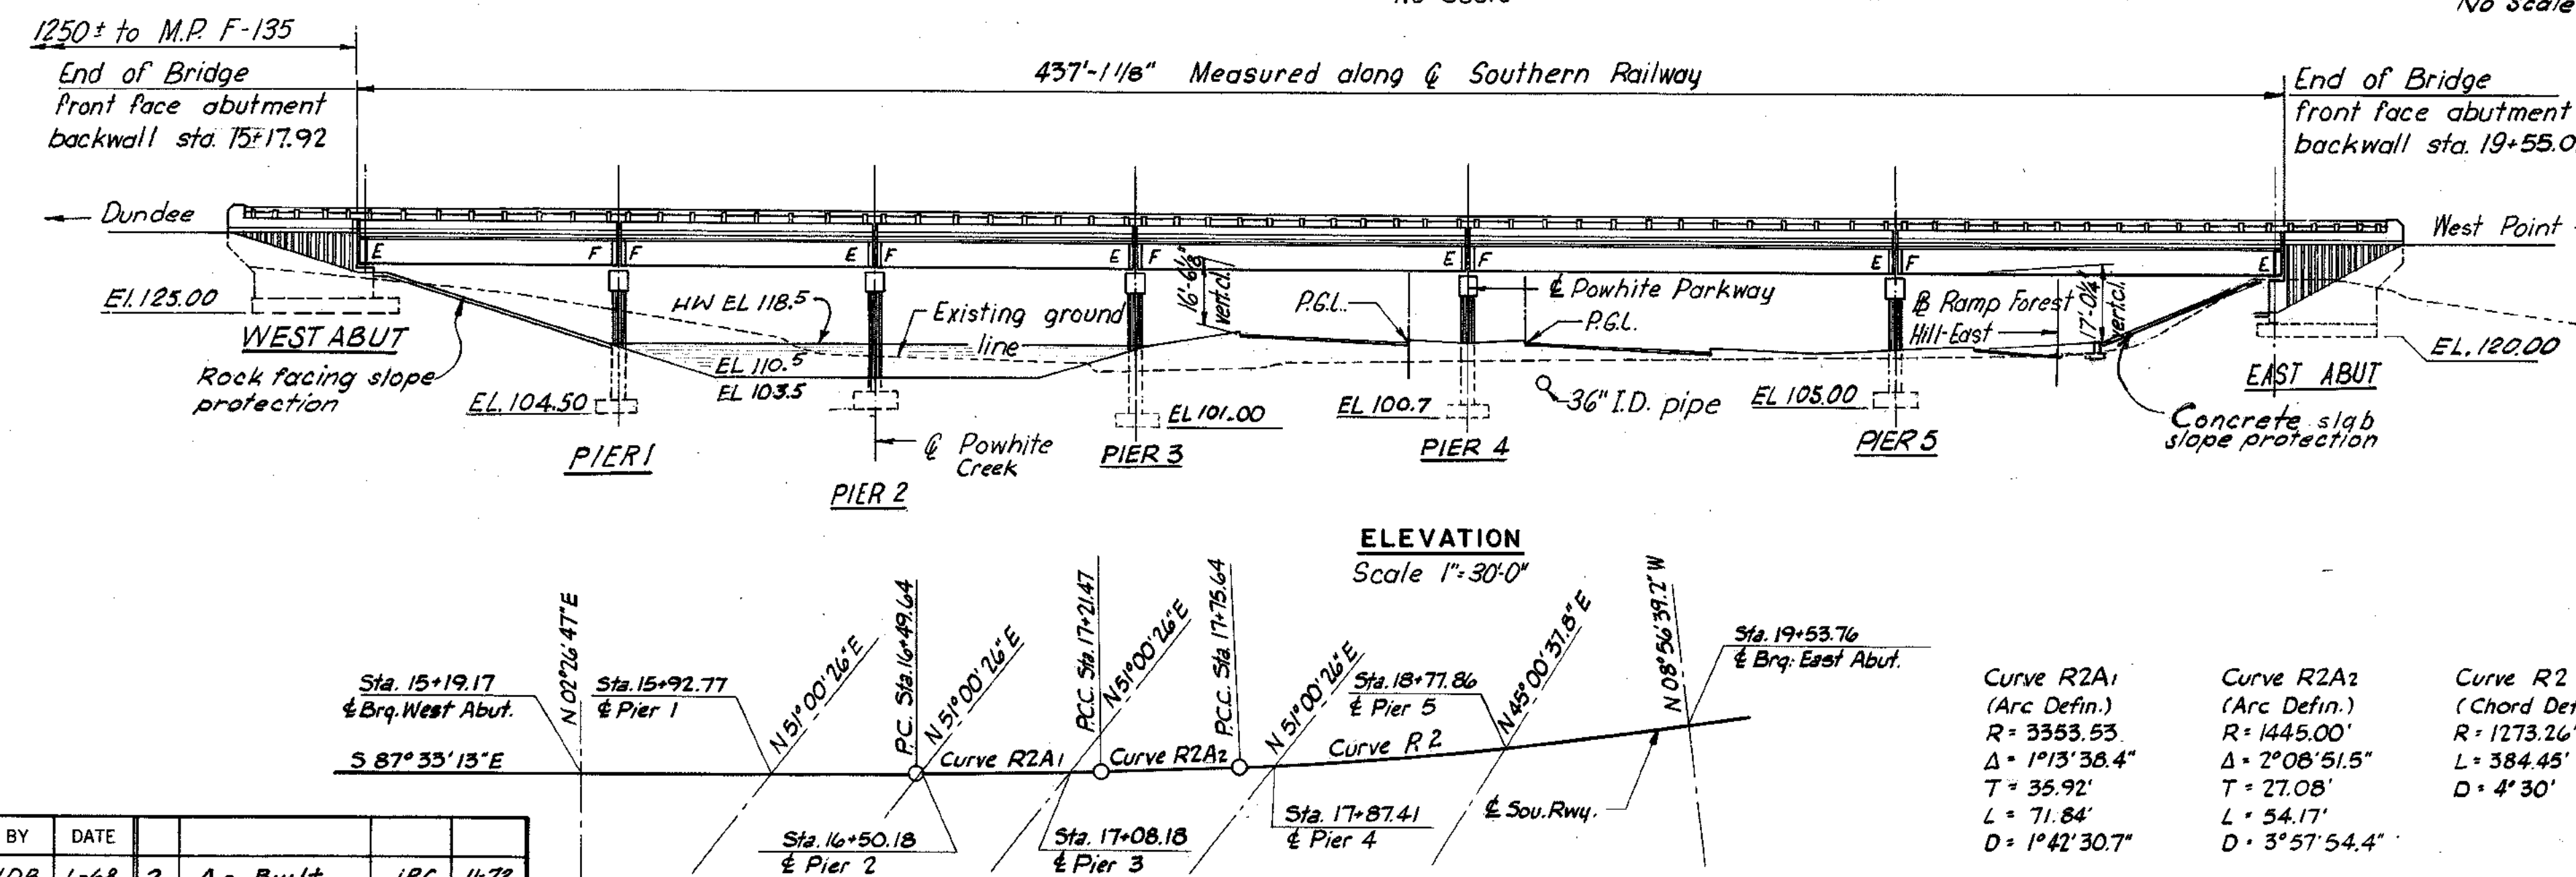 No Scale
1250± to M.P. F-135
End of Bridge
front face abutment
backwall sta. 15+17.92
437'-1 1/8" Measured along ℄ Southern Railway
End of Bridge
front face abutment
backwall sta. 19+55.0
Dundee
West Point
E
F F
E F
E F
E F
E F
E
El. 125.00
WEST ABUT
Rock facing slope
protection
HW EL 118.5
Existing ground
line
EL 110.5
EL 103.5
16'-6 1/8"
vert.cl.
P.G.L.
℄ Powhite Parkway
P.G.L.
℔ Ramp Forest
Hill-East
17'-0 1/4"
vert.cl.
EL. 120.00
EAST ABUT
Concrete slab
slope protection
EL. 104.50
EL 101.00
EL 100.7
36" I.D. pipe
EL 105.00
PIER 1
℄ Powhite
Creek
PIER 2
PIER 3
PIER 4
PIER 5
ELEVATION
Scale 1"=30'-0"
Sta. 15+19.17
℄ Brg. West Abut.
N 02°26'47"E
Sta. 15+92.77
℄ Pier 1
N 51°00'26"E
P.C. Sta. 16+49.64
N 51°00'26"E
P.C.C. Sta. 17+21.47
N 51°00'26"E
P.C.C. Sta. 17+75.64
N 51°00'26"E
Sta. 18+77.86
℄ Pier 5
N 45°00'37.8"E
N 08°56'39.2"W
Sta. 19+53.76
℄ Brg. East Abut.
S 87°33'13"E
Curve R2A1
Curve R2A2
Curve R2
Sta. 16+50.18
℄ Pier 2
Sta. 17+08.18
℄ Pier 3
Sta. 17+87.41
℄ Pier 4
℄ Sou. Rwy.
Curve R2A1
(Arc Defin.)
R = 3353.53
Δ = 1°13'38.4"
T = 35.92'
L = 71.84'
D = 1°42'30.7"
Curve R2A2
(Arc Defin.)
R = 1445.00'
Δ = 2°08'51.5"
T = 27.08'
L = 54.17'
D = 3°57'54.4"
Curve R2
(Chord Def
R = 1273.26'
L = 384.45'
D = 4°30'
BY DATE
2 As Built